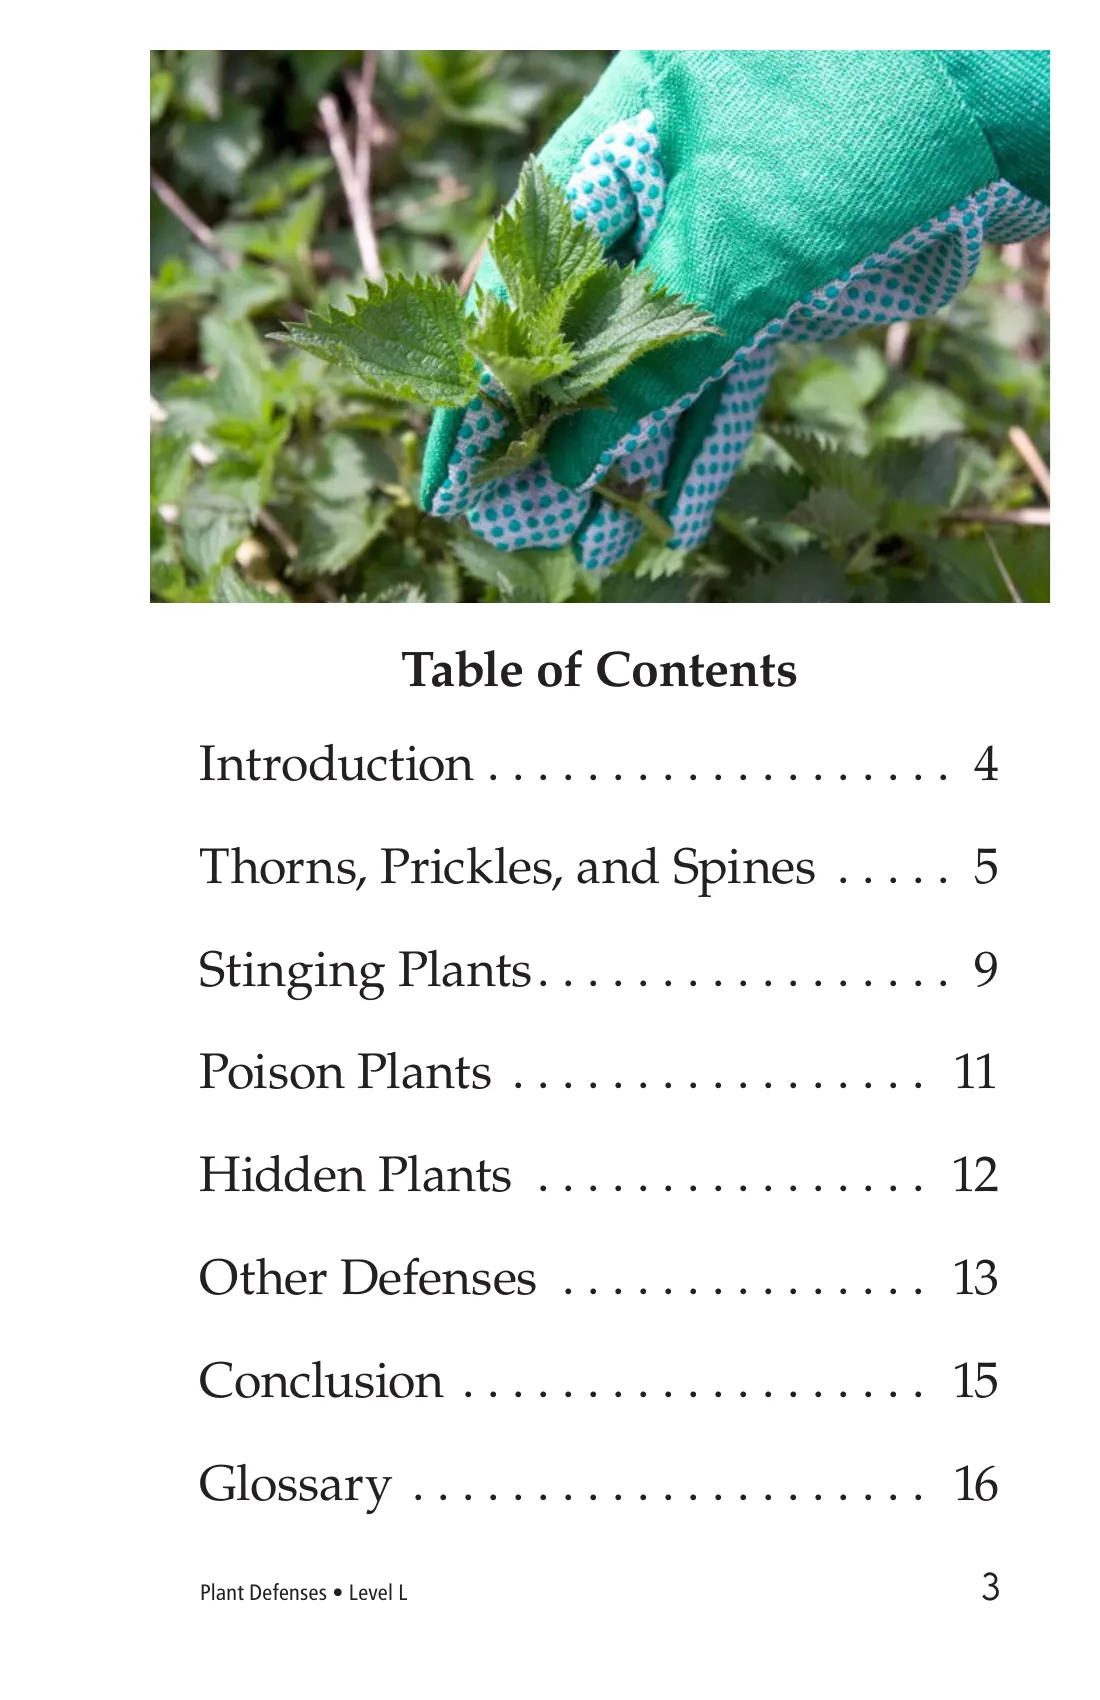 Table of Contents
Introduction . . . . . . . . . . . . . . . . . . . 4
Thorns, Prickles, and Spines . . . . . 5
Stinging Plants . . . . . . . . . . . . . . . . . 9
Poison Plants . . . . . . . . . . . . . . . . . 11
Hidden Plants . . . . . . . . . . . . . . . . 12
Other Defenses . . . . . . . . . . . . . . . 13
Conclusion . . . . . . . . . . . . . . . . . . . 15
Glossary . . . . . . . . . . . . . . . . . . . . . 16
Plant Defenses • Level L 3